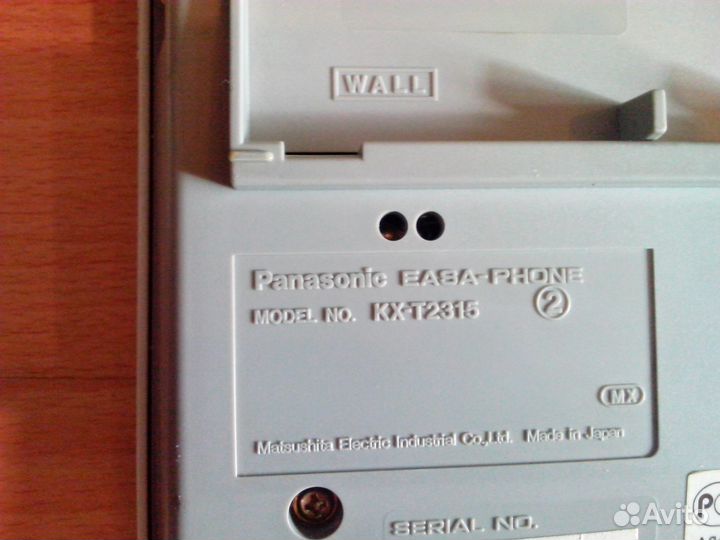 WALL
Panasonic EASA-PHONE
MODEL NO. KX-T2315 2
MX
Matsushita Electric Industrial Co.,Ltd. Made in Japan
SERIAL NO.
Avito